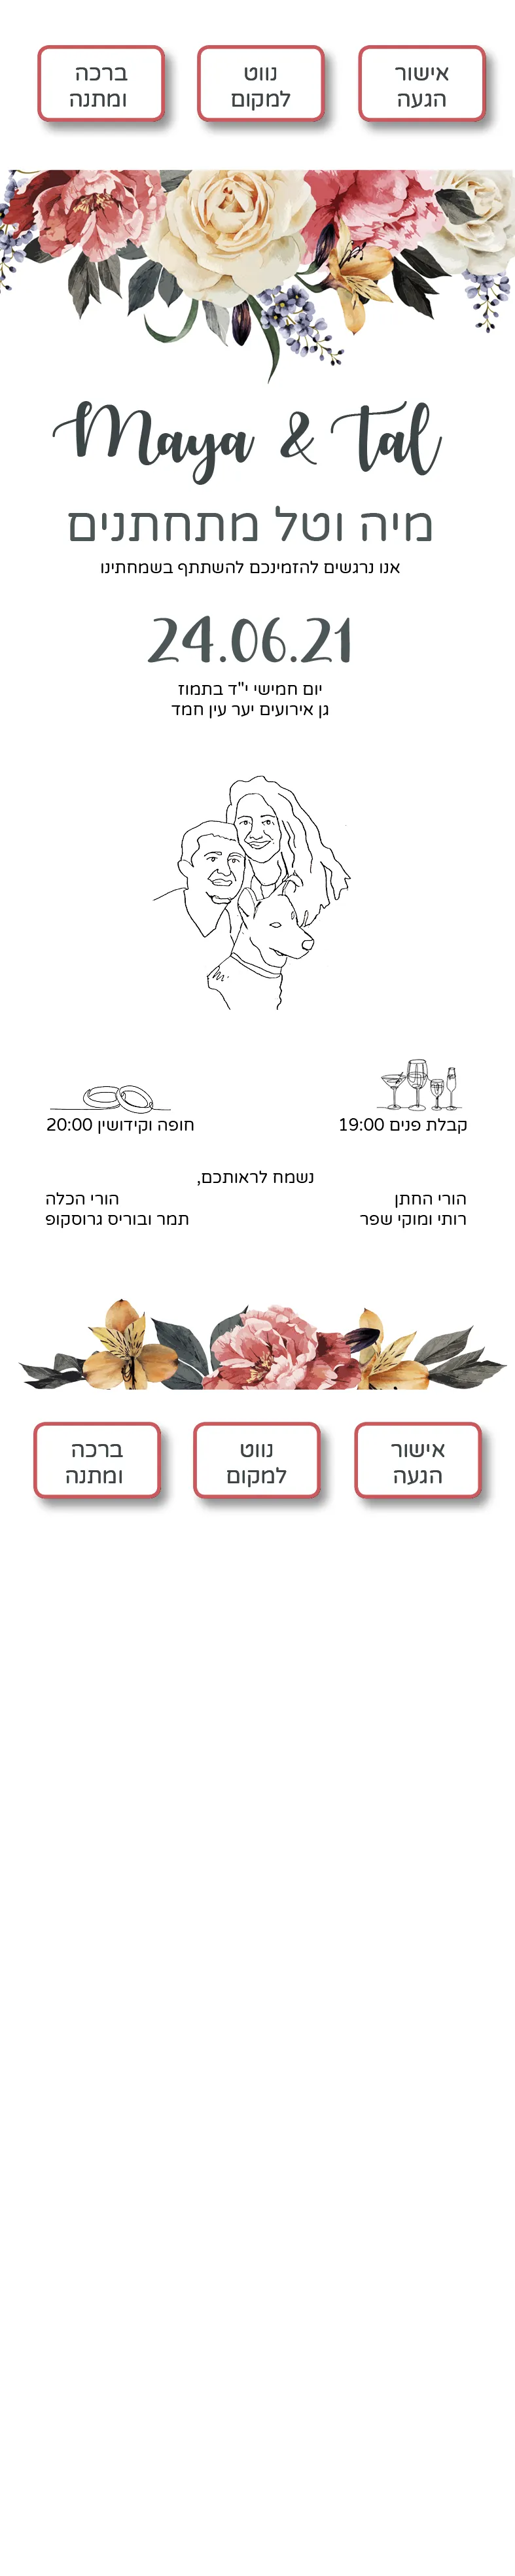 אישור
הגעה
נווט
למקום
ברכה
ומתנה
Maya & Tal
מיה וטל מתחתנים
אנו נרגשים להזמינכם להשתתף בשמחתינו
24.06.21
יום חמישי י"ד בתמוז
גן אירועים יער עין חמד
קבלת פנים 19:00
חופה וקידושין 20:00
נשמח לראותכם,
הורי החתן
רותי ומוקי שפר
הורי הכלה
תמר ובוריס גרוסקופ
אישור
הגעה
נווט
למקום
ברכה
ומתנה